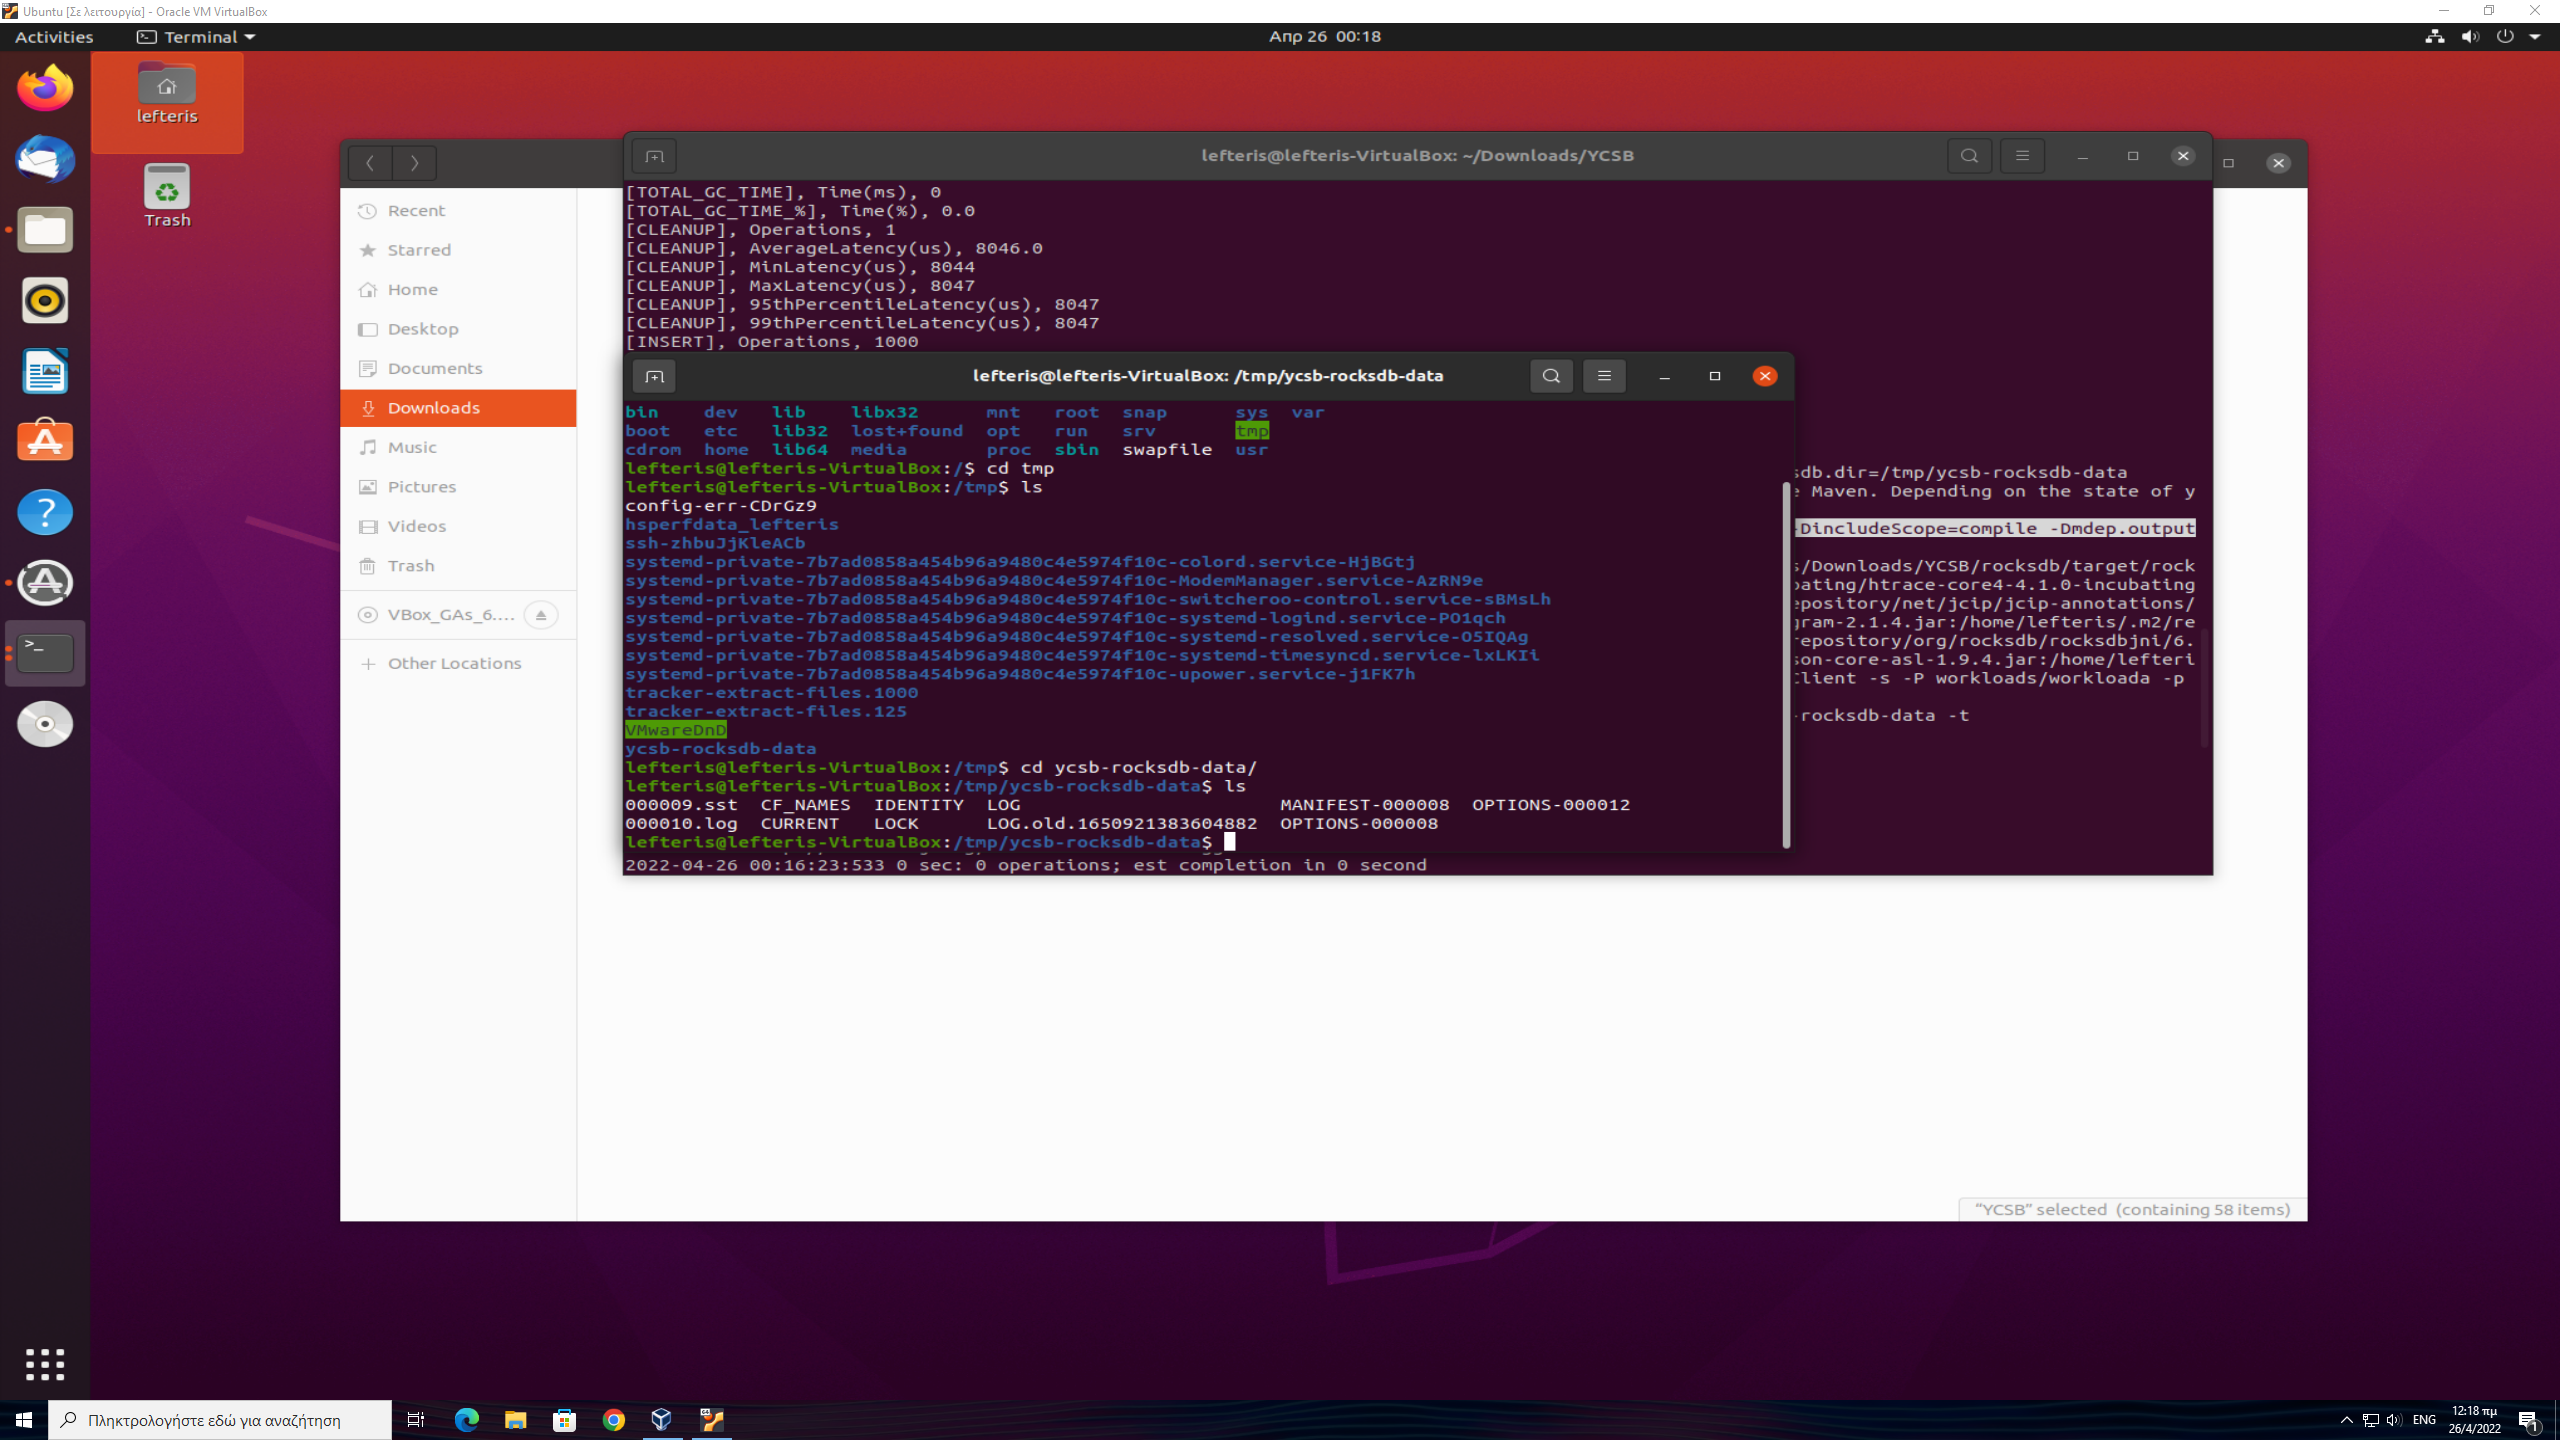 Ubuntu [Σε λειτουργία] - Oracle VM VirtualBox
Activities
Terminal
Απρ 26 00:18
lefteris
Trash
Recent
Starred
Home
Desktop
Documents
Downloads
Music
Pictures
Videos
Trash
VBox_GAs_6....
Other Locations
lefteris@lefteris-VirtualBox: ~/Downloads/YCSB
[TOTAL_GC_TIME], Time(ms), 0
[TOTAL_GC_TIME_%], Time(%), 0.0
[CLEANUP], Operations, 1
[CLEANUP], AverageLatency(us), 8046.0
[CLEANUP], MinLatency(us), 8044
[CLEANUP], MaxLatency(us), 8047
[CLEANUP], 95thPercentileLatency(us), 8047
[CLEANUP], 99thPercentileLatency(us), 8047
[INSERT], Operations, 1000
lefteris@lefteris-VirtualBox: /tmp/ycsb-rocksdb-data
bin dev lib libx32 mnt root snap sys var
boot etc lib32 lost+found opt run srv tmp
cdrom home lib64 media proc sbin swapfile usr
lefteris@lefteris-VirtualBox:/$ cd tmp
lefteris@lefteris-VirtualBox:/tmp$ ls
config-err-CDrGz9
hsperfdata_lefteris
ssh-zhbuJjKleACb
systemd-private-7b7ad0858a454b96a9480c4e5974f10c-colord.service-HjBGtj
systemd-private-7b7ad0858a454b96a9480c4e5974f10c-ModemManager.service-AzRN9e
systemd-private-7b7ad0858a454b96a9480c4e5974f10c-switcheroo-control.service-sBMsLh
systemd-private-7b7ad0858a454b96a9480c4e5974f10c-systemd-logind.service-PO1qch
systemd-private-7b7ad0858a454b96a9480c4e5974f10c-systemd-resolved.service-O5IQAg
systemd-private-7b7ad0858a454b96a9480c4e5974f10c-systemd-timesyncd.service-lxLKIi
systemd-private-7b7ad0858a454b96a9480c4e5974f10c-upower.service-j1FK7h
tracker-extract-files.1000
tracker-extract-files.125
VMwareDnD
ycsb-rocksdb-data
lefteris@lefteris-VirtualBox:/tmp$ cd ycsb-rocksdb-data/
lefteris@lefteris-VirtualBox:/tmp/ycsb-rocksdb-data$ ls
000009.sst CF_NAMES IDENTITY LOG MANIFEST-000008 OPTIONS-000012
000010.log CURRENT LOCK LOG.old.1650921383604882 OPTIONS-000008
lefteris@lefteris-VirtualBox:/tmp/ycsb-rocksdb-data$
sdb.dir=/tmp/ycsb-rocksdb-data
e Maven. Depending on the state of y
-DincludeScope=compile -Dmdep.output
s/Downloads/YCSB/rocksdb/target/rock
bating/htrace-core4-4.1.0-incubating
epository/net/jcip/jcip-annotations/
gram-2.1.4.jar:/home/lefteris/.m2/re
repository/org/rocksdb/rocksdbjni/6.
son-core-asl-1.9.4.jar:/home/lefteri
Client -s -P workloads/workloada -p
-rocksdb-data -t
2022-04-26 00:16:23:533 0 sec: 0 operations; est completion in 0 second
“YCSB” selected (containing 58 items)
Πληκτρολογήστε εδώ για αναζήτηση
ENG
12:18 πμ
26/4/2022
1